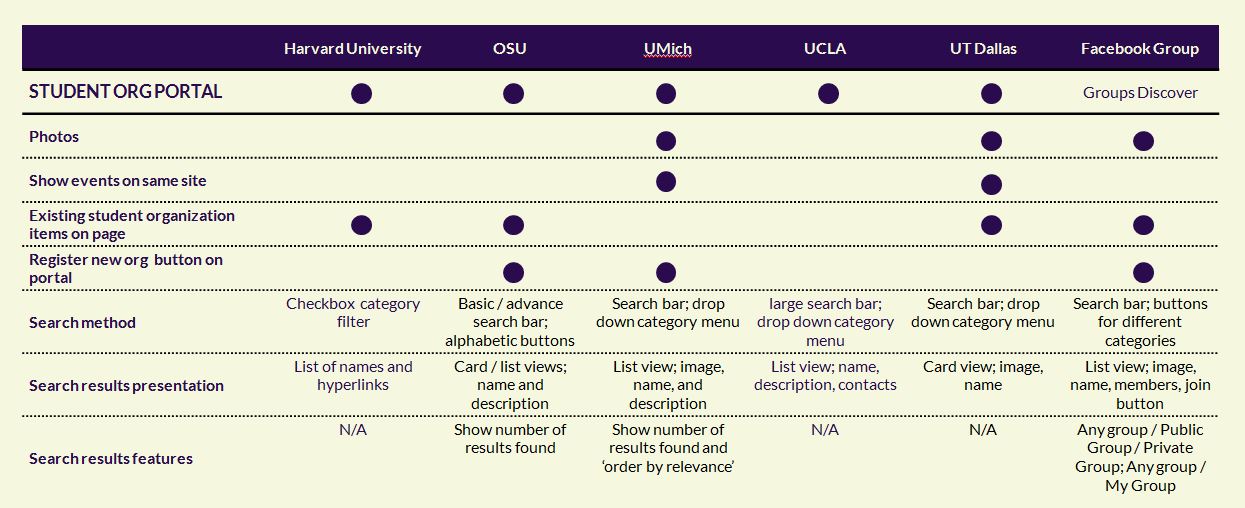 Harvard University OSU UMich UCLA UT Dallas Facebook Group
STUDENT ORG PORTAL Groups Discover
Photos
Show events on same site
Existing student organization
items on page
Register new org button on
portal
Search method
Checkbox category
filter
Basic / advance
search bar;
alphabetic buttons
Search bar; drop
down category menu
large search bar;
drop down category
menu
Search bar; drop
down category menu
Search bar; buttons
for different
categories
Search results presentation
List of names and
hyperlinks
Card / list views;
name and
description
List view; image,
name, and
description
List view; name,
description, contacts
Card view; image,
name
List view; image,
name, members, join
button
Search results features
N/A
Show number of
results found
Show number of
results found and
‘order by relevance’
N/A
N/A
Any group / Public
Group / Private
Group; Any group /
My Group